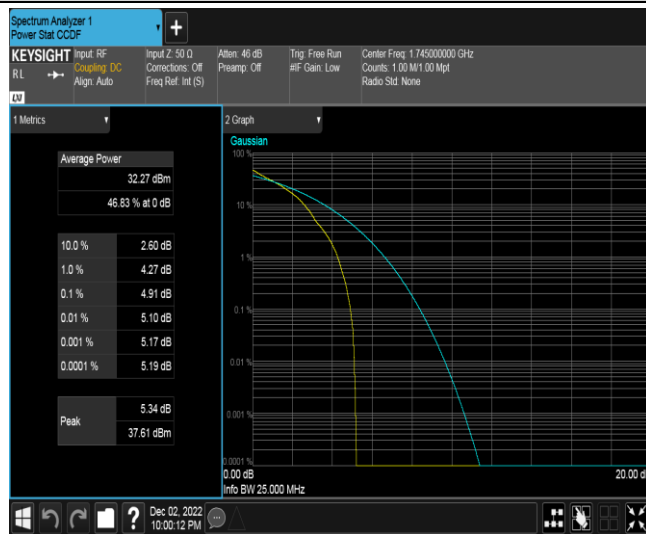 Spectrum Analyzer 1
Power Stat CCDF
KEYSIGHT Input: RF Input Z: 50 Ω Atten: 46 dB Trig: Free Run Center Freq: 1.745000000 GHz
RL Coupling: DC Corrections: Off Preamp: Off #IF Gain: Low Counts: 1.00 M/1.00 Mpt
Align: Auto Freq Ref: Int (S) Radio Std: None
LXI
1 Metrics 2 Graph
Gaussian
Average Power
32.27 dBm
46.83 % at 0 dB
10.0 % 2.60 dB
1.0 % 4.27 dB
0.1 % 4.91 dB
0.01 % 5.10 dB
0.001 % 5.17 dB
0.0001 % 5.19 dB
Peak 5.34 dB
37.61 dBm
100 %
10 %
1 %
0.1 %
0.01 %
0.001 %
0.0001 %
0.00 dB 20.00 d
Info BW 25.000 MHz
Dec 02, 2022
10:00:12 PM